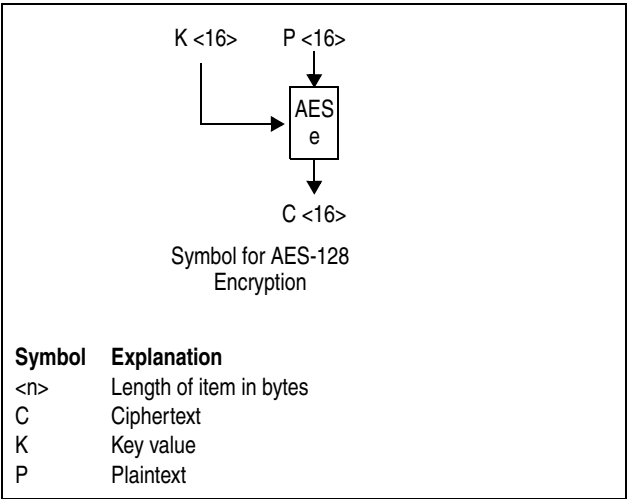 K <16> P <16>
AES
e
C <16>
Symbol for AES-128
Encryption
Symbol Explanation
<n> Length of item in bytes
C Ciphertext
K Key value
P Plaintext